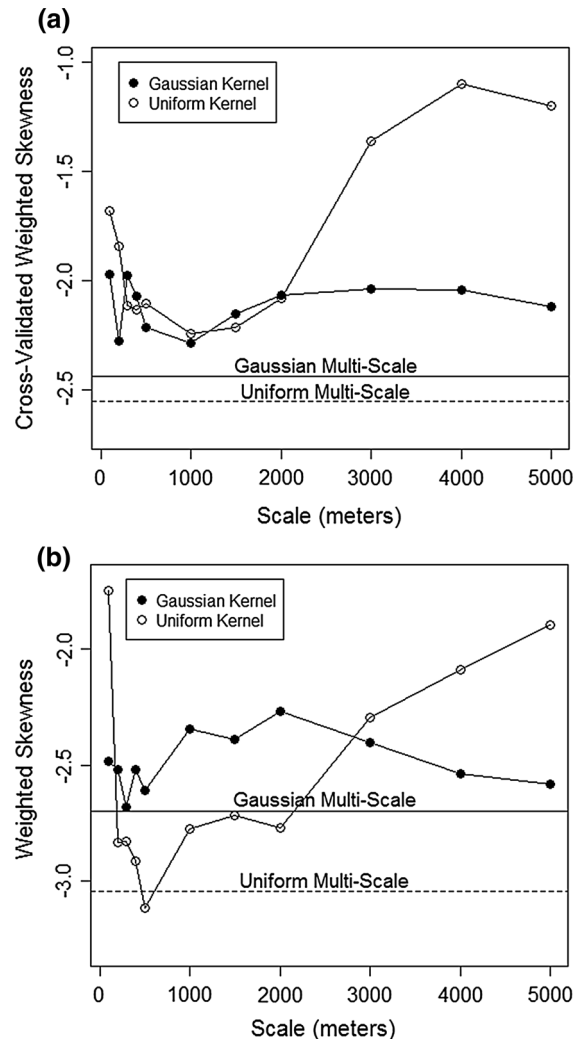 (a)
Cross-Validated Weighted Skewness
-1.0
-1.5
-2.0
-2.5
Gaussian Kernel
Uniform Kernel
Gaussian Multi-Scale
Uniform Multi-Scale
0 1000 2000 3000 4000 5000
Scale (meters)
(b)
Weighted Skewness
-2.0
-2.5
-3.0
Gaussian Kernel
Uniform Kernel
Gaussian Multi-Scale
Uniform Multi-Scale
0 1000 2000 3000 4000 5000
Scale (meters)